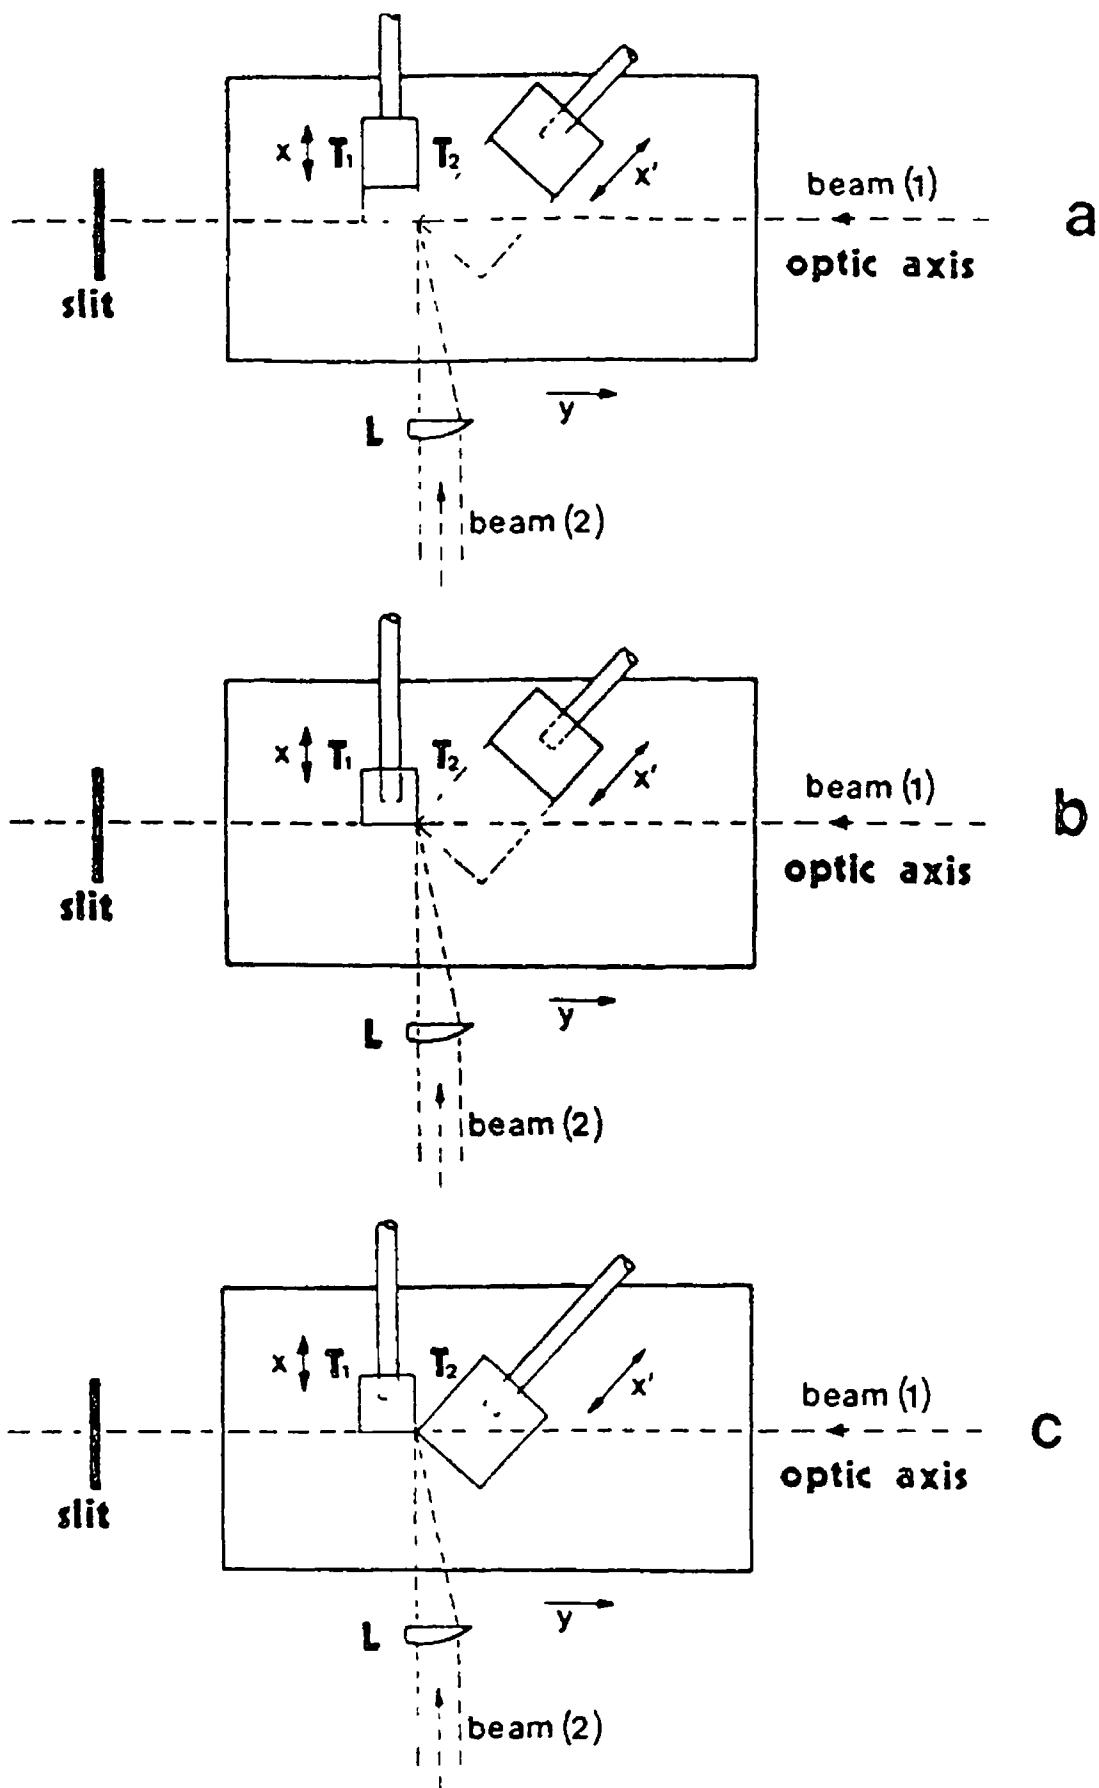 x T₁ T₂ x'
beam (1)
a
optic axis
slit
y
L
beam (2)
x T₁ T₂ x'
beam (1)
b
optic axis
slit
y
L
beam (2)
x T₁ T₂ x'
beam (1)
c
optic axis
slit
y
L
beam (2)